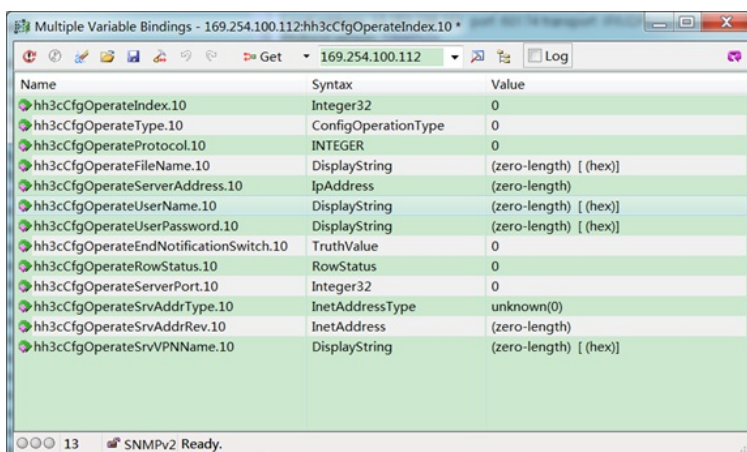 Multiple Variable Bindings - 169.254.100.112:hh3cCfgOperateIndex.10 *
Get 169.254.100.112 Log
Name Syntax Value
hh3cCfgOperateIndex.10 Integer32 0
hh3cCfgOperateType.10 ConfigOperationType 0
hh3cCfgOperateProtocol.10 INTEGER 0
hh3cCfgOperateFileName.10 DisplayString (zero-length) [ (hex)]
hh3cCfgOperateServerAddress.10 IpAddress (zero-length)
hh3cCfgOperateUserName.10 DisplayString (zero-length) [ (hex)]
hh3cCfgOperateUserPassword.10 DisplayString (zero-length) [ (hex)]
hh3cCfgOperateEndNotificationSwitch.10 TruthValue 0
hh3cCfgOperateRowStatus.10 RowStatus 0
hh3cCfgOperateServerPort.10 Integer32 0
hh3cCfgOperateSrvAddrType.10 InetAddressType unknown(0)
hh3cCfgOperateSrvAddrRev.10 InetAddress (zero-length)
hh3cCfgOperateSrvVPNName.10 DisplayString (zero-length) [ (hex)]
13 SNMPv2 Ready.